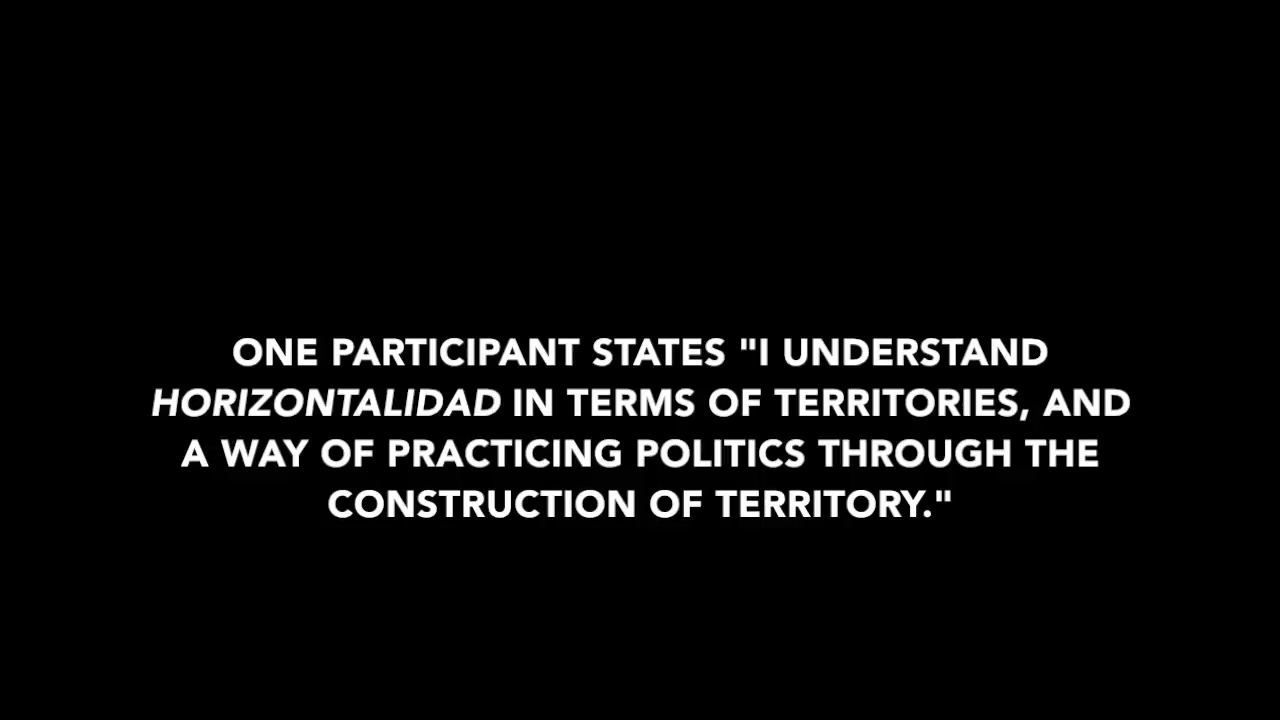 ONE PARTICIPANT STATES "I UNDERSTAND
HORIZONTALIDAD IN TERMS OF TERRITORIES, AND
A WAY OF PRACTICING POLITICS THROUGH THE
CONSTRUCTION OF TERRITORY."